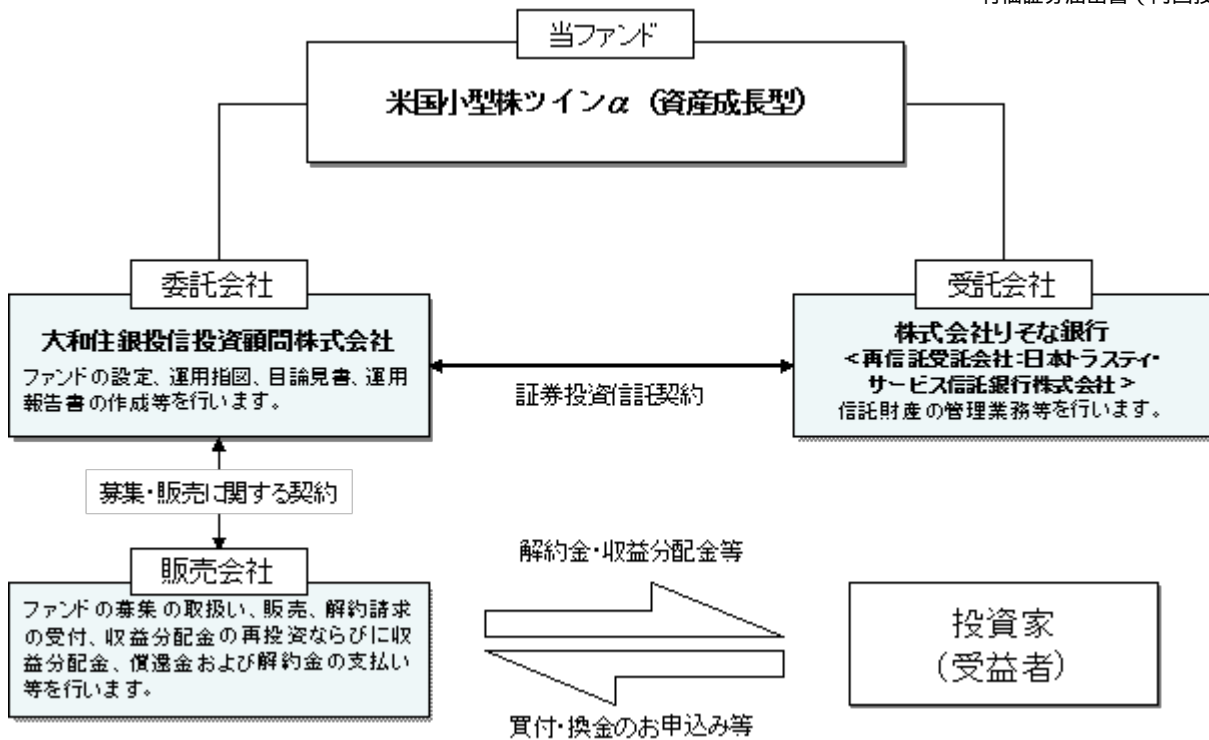 当ファンド
米国小型株ツインα（資産成長型）
委託会社
大和住銀投信投資顧問株式会社
ファンドの設定、運用指図、目論見書、運用
報告書の作成等を行います。
証券投資信託契約
受託会社
株式会社りそな銀行
<再信託受託会社:日本トラスティ・
サービス信託銀行株式会社>
信託財産の管理業務等を行います。
募集・販売に関する契約
販売会社
ファンドの募集の取扱い、販売、解約請求
の受付、収益分配金の再投資ならびに収
益分配金、償還金および解約金の支払い
等を行います。
解約金・収益分配金等
買付・換金のお申込み等
投資家
(受益者)